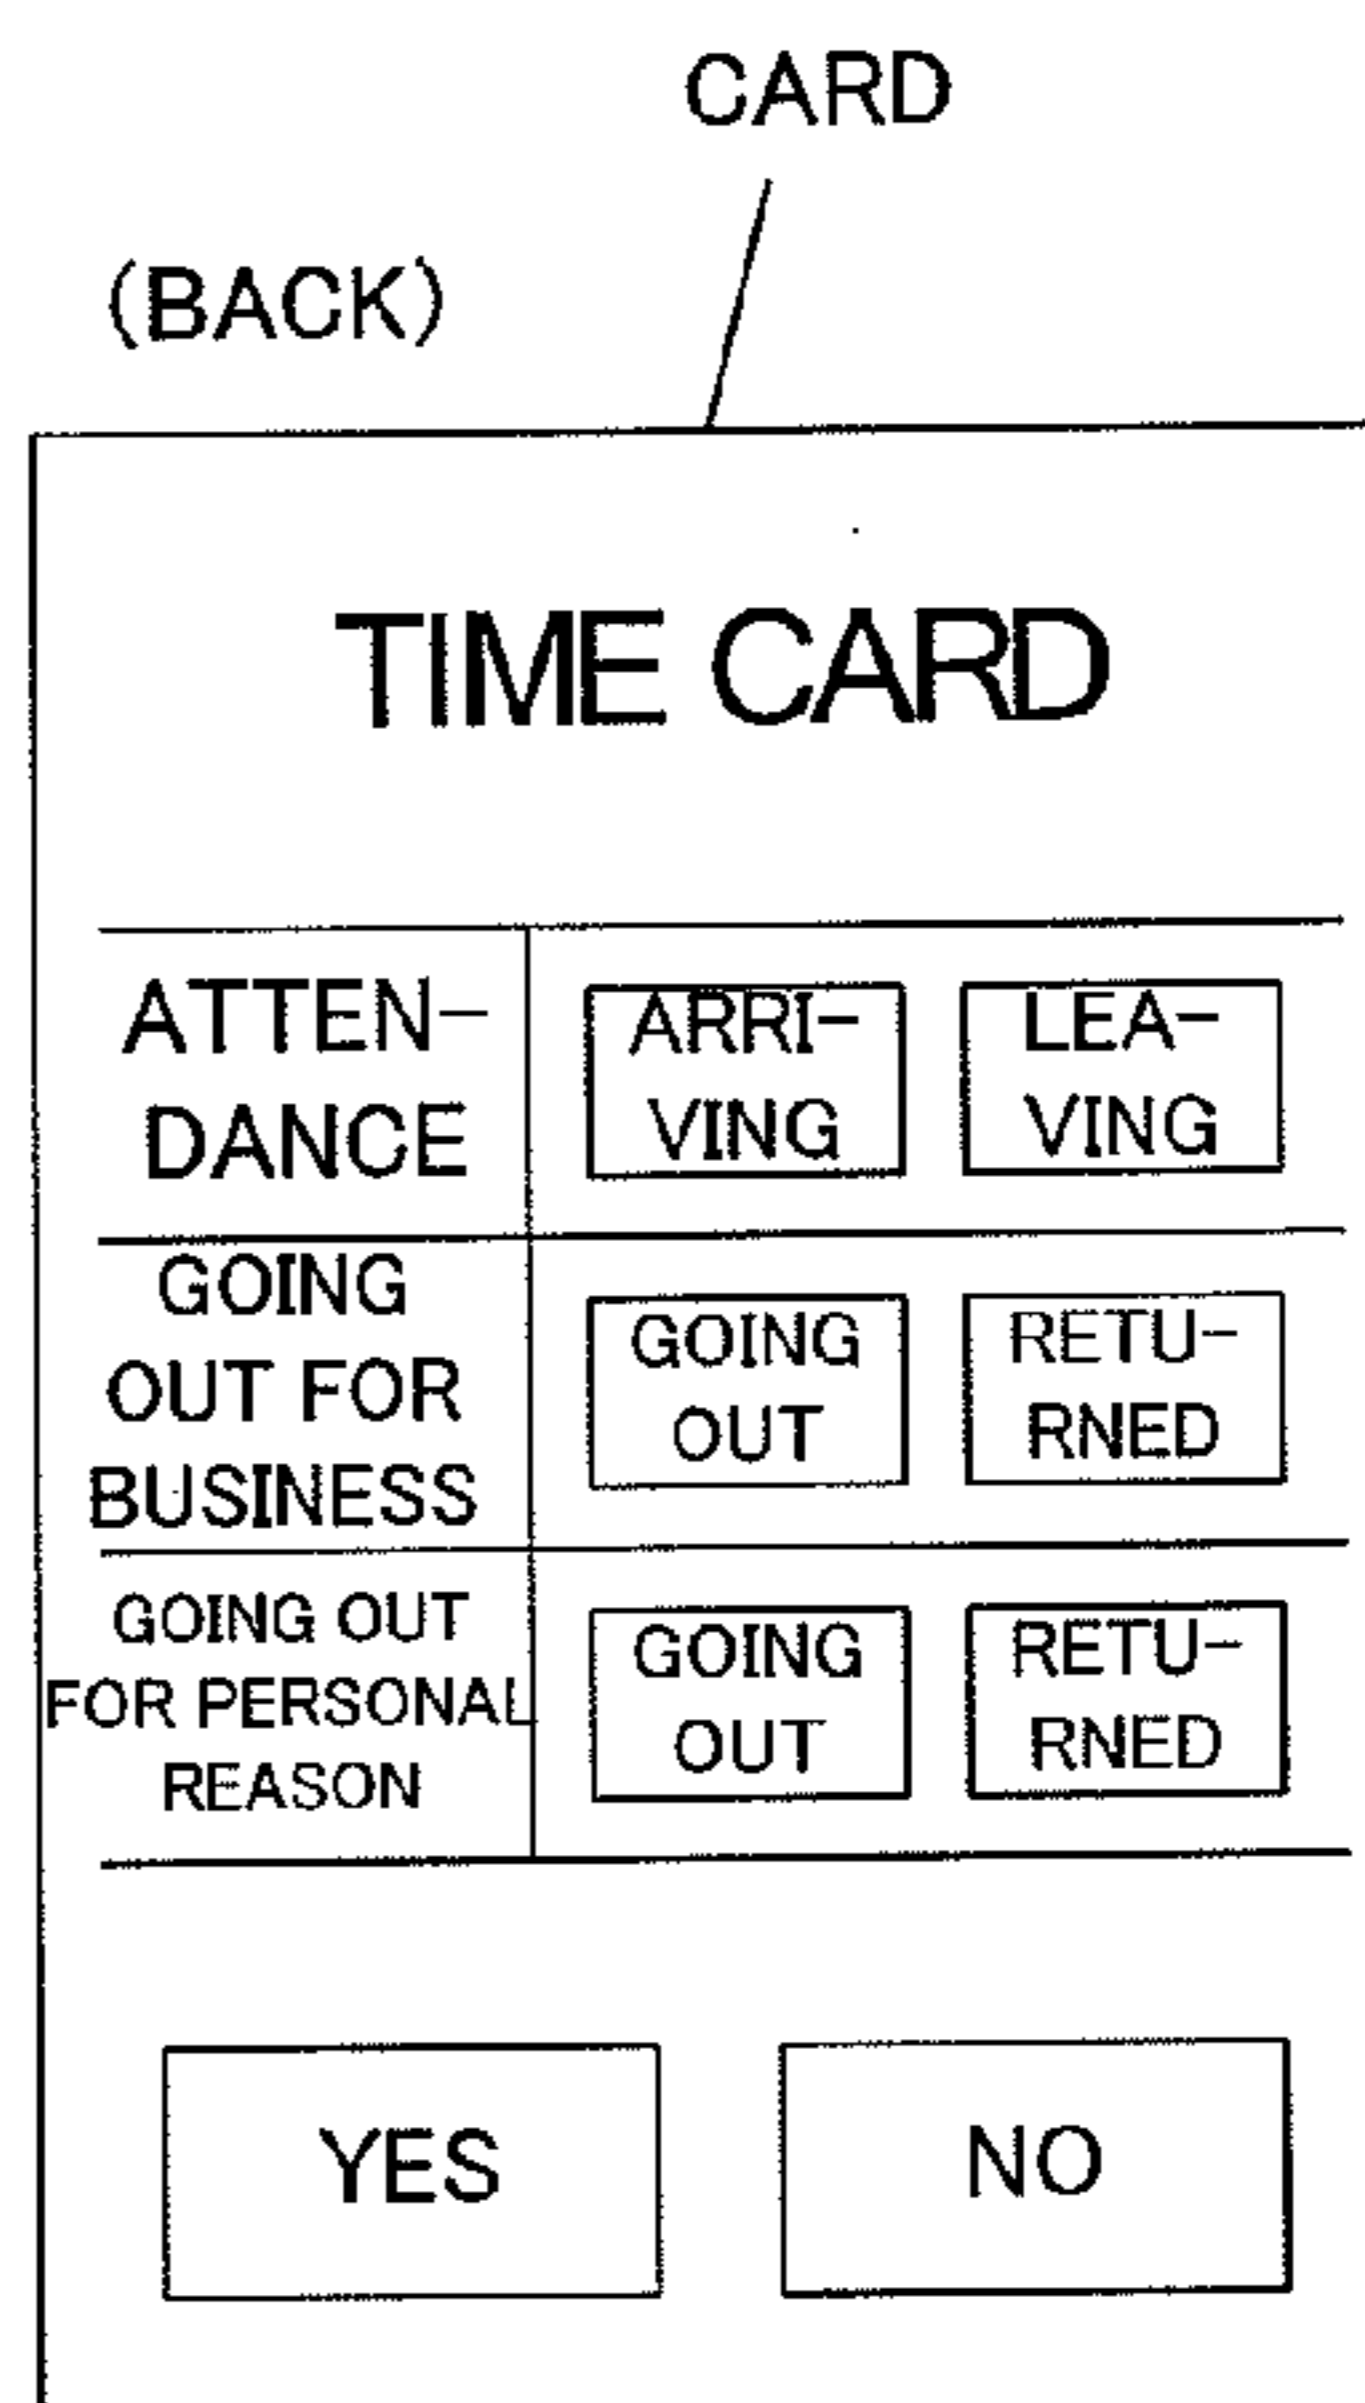 CARD
(BACK)
TIME CARD
ATTEN-
DANCE
ARRI-
VING
LEA-
VING
GOING
OUT FOR
BUSINESS
GOING
OUT
RETU-
RNED
GOING OUT
FOR PERSONAL
REASON
GOING
OUT
RETU-
RNED
YES
NO